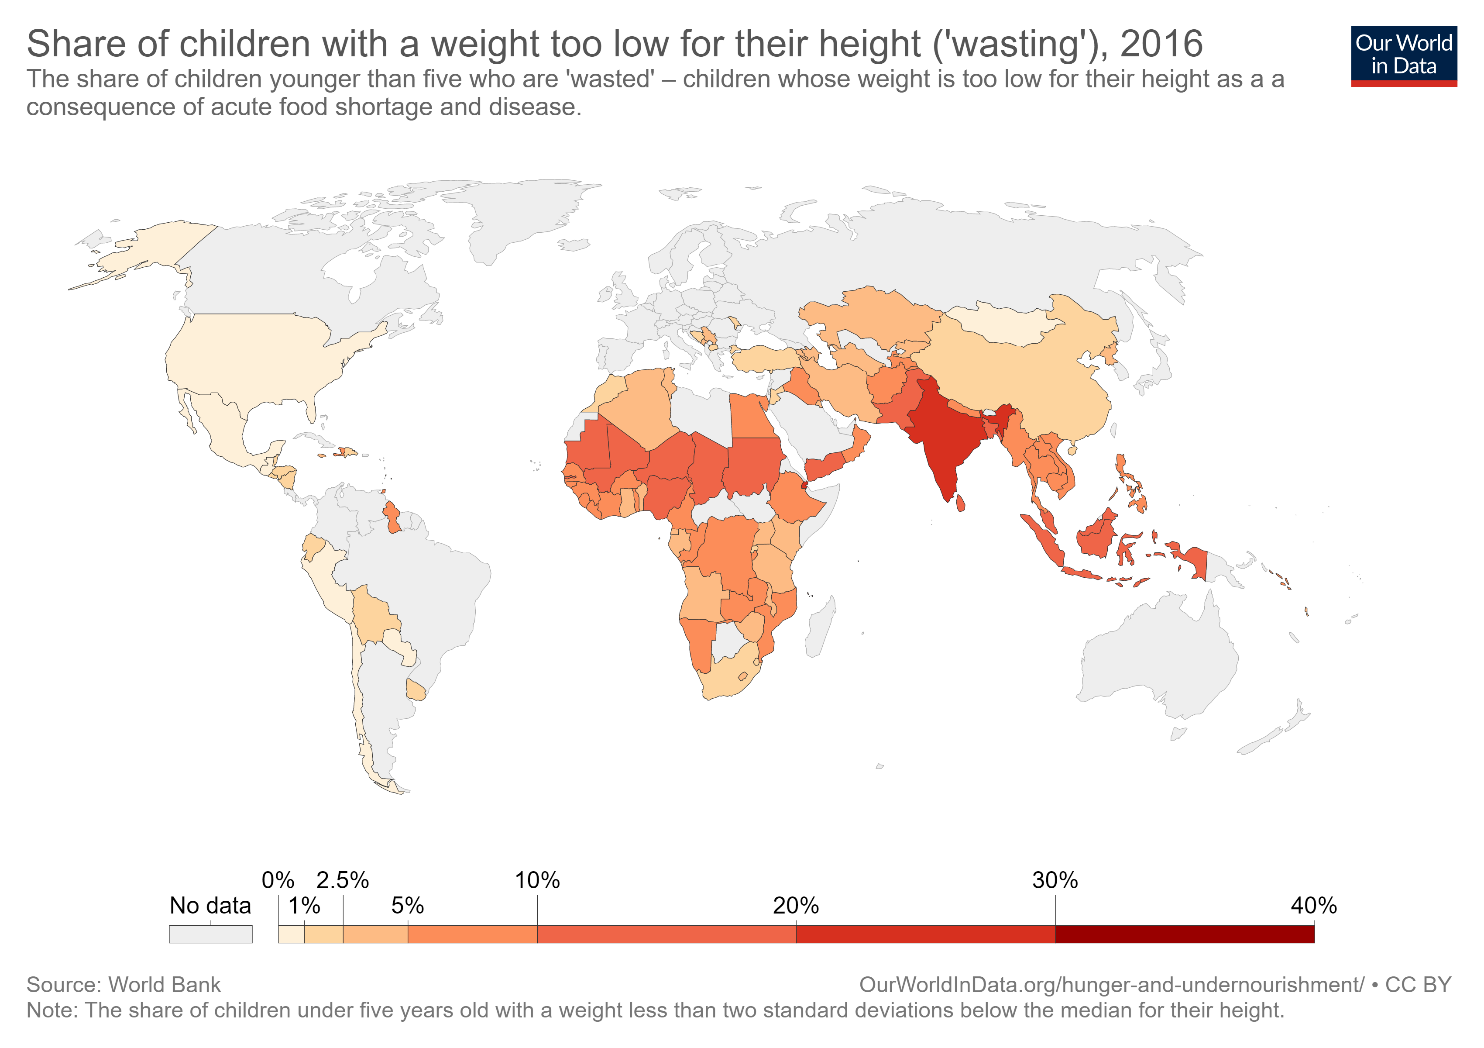 Share of children with a weight too low for their height ('wasting'), 2016
Our World
in Data
The share of children younger than five who are 'wasted' – children whose weight is too low for their height as a a
consequence of acute food shortage and disease.
0% 2.5% 10% 30%
No data 1% 5% 20% 40%
Source: World Bank
OurWorldInData.org/hunger-and-undernourishment/ • CC BY
Note: The share of children under five years old with a weight less than two standard deviations below the median for their height.